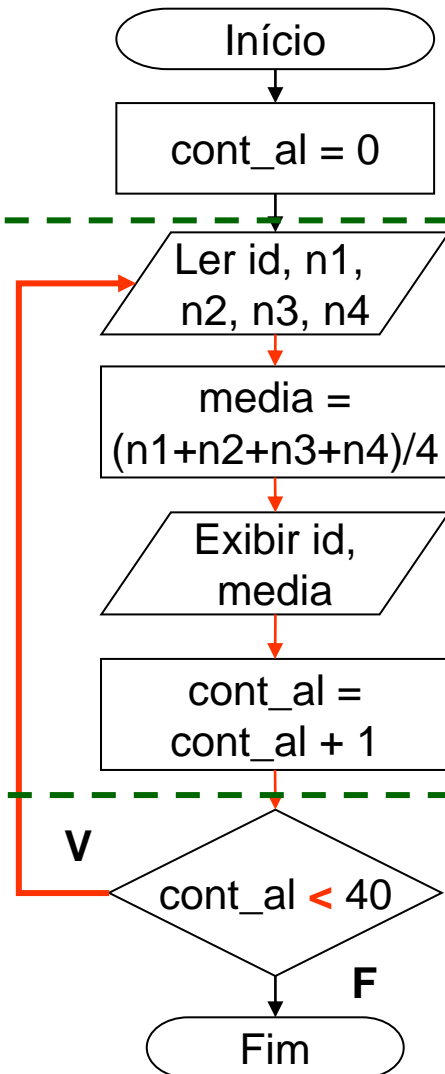 Início
cont_al = 0
Ler id, n1,
n2, n3, n4
media =
(n1+n2+n3+n4)/4
Exibir id,
media
cont_al =
cont_al + 1
V
cont_al < 40
F
Fim